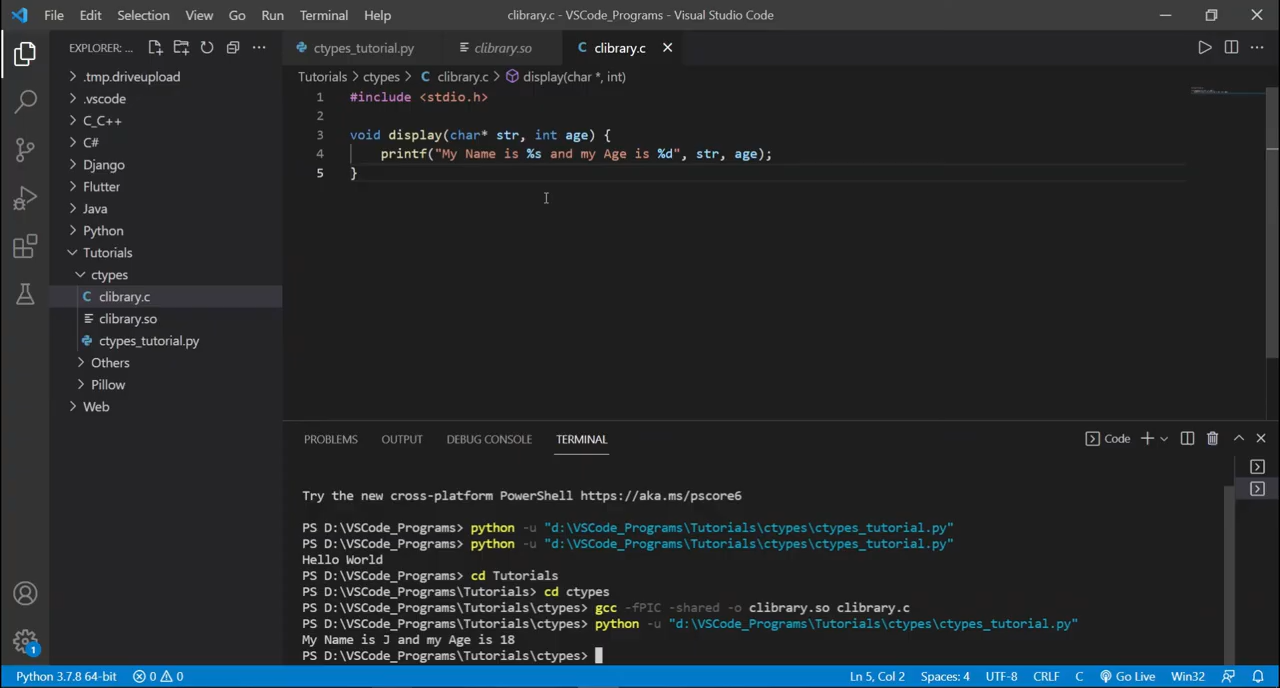 File Edit Selection View Go Run Terminal Help clibrary.c - VSCode_Programs - Visual Studio Code
EXPLORER: ...
.tmp.driveupload
.vscode
C_C++
C#
Django
Flutter
Java
Python
Tutorials
ctypes
C clibrary.c
clibrary.so
ctypes_tutorial.py
Others
Pillow
Web
1
ctypes_tutorial.py clibrary.so C clibrary.c
Tutorials > ctypes > C clibrary.c > display(char *, int)
1 #include <stdio.h>
2
3 void display(char* str, int age) {
4 printf("My Name is %s and my Age is %d", str, age);
5 }
PROBLEMS OUTPUT DEBUG CONSOLE TERMINAL Code
Try the new cross-platform PowerShell https://aka.ms/pscore6
PS D:\VSCode_Programs> python -u "d:\VSCode_Programs\Tutorials\ctypes\ctypes_tutorial.py"
PS D:\VSCode_Programs> python -u "d:\VSCode_Programs\Tutorials\ctypes\ctypes_tutorial.py"
Hello World
PS D:\VSCode_Programs> cd Tutorials
PS D:\VSCode_Programs\Tutorials> cd ctypes
PS D:\VSCode_Programs\Tutorials\ctypes> gcc -fPIC -shared -o clibrary.so clibrary.c
PS D:\VSCode_Programs\Tutorials\ctypes> python -u "d:\VSCode_Programs\Tutorials\ctypes\ctypes_tutorial.py"
My Name is J and my Age is 18
PS D:\VSCode_Programs\Tutorials\ctypes>
Python 3.7.8 64-bit 0 0 Ln 5, Col 2 Spaces: 4 UTF-8 CRLF C Go Live Win32